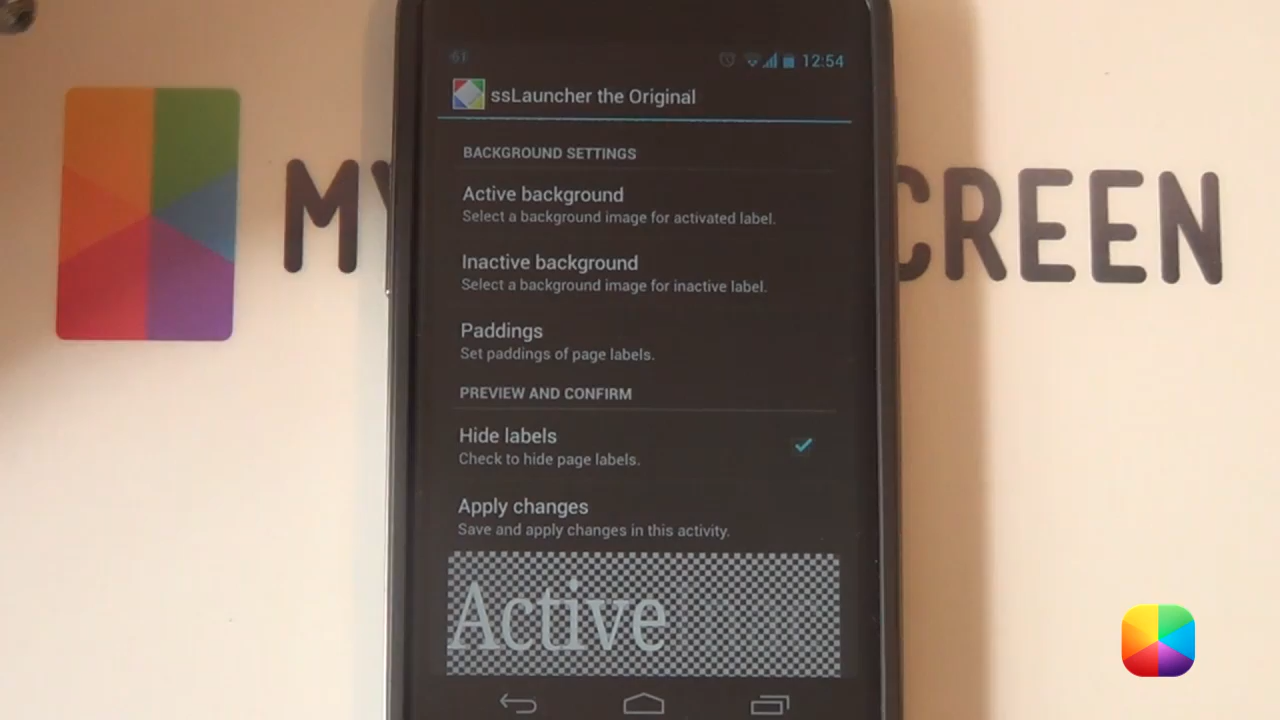 61 12:54
ssLauncher the Original
MY CREEN
BACKGROUND SETTINGS
Active background
Select a background image for activated label.
Inactive background
Select a background image for inactive label.
Paddings
Set paddings of page labels.
PREVIEW AND CONFIRM
Hide labels
Check to hide page labels.
Apply changes
Save and apply changes in this activity.
Active